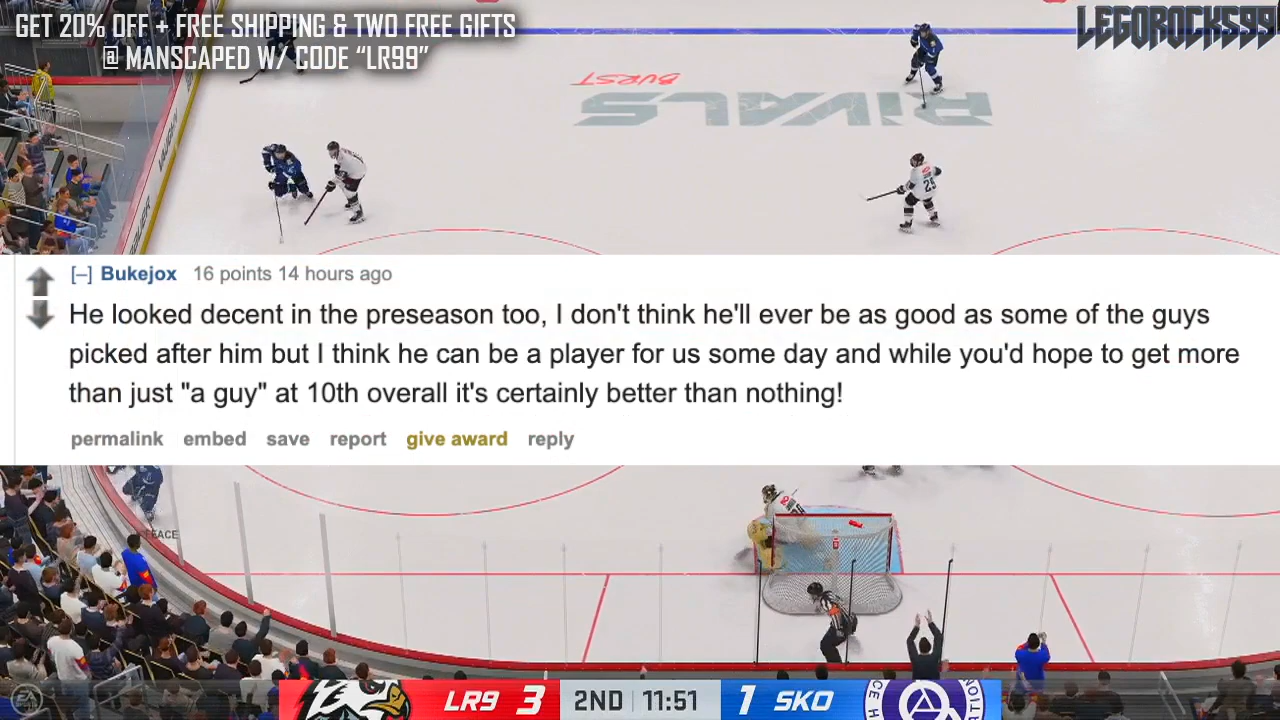 GET 20% OFF + FREE SHIPPING & TWO FREE GIFTS
@ MANSCAPED W/ CODE "LR99"
LEGOROCKS99
BURST
RIVALS
25
[–] Bukejox 16 points 14 hours ago
He looked decent in the preseason too, I don't think he'll ever be as good as some of the guys
picked after him but I think he can be a player for us some day and while you'd hope to get more
than just "a guy" at 10th overall it's certainly better than nothing!
permalink embed save report give award reply
LR9 3 2ND 11:51 1 SKO